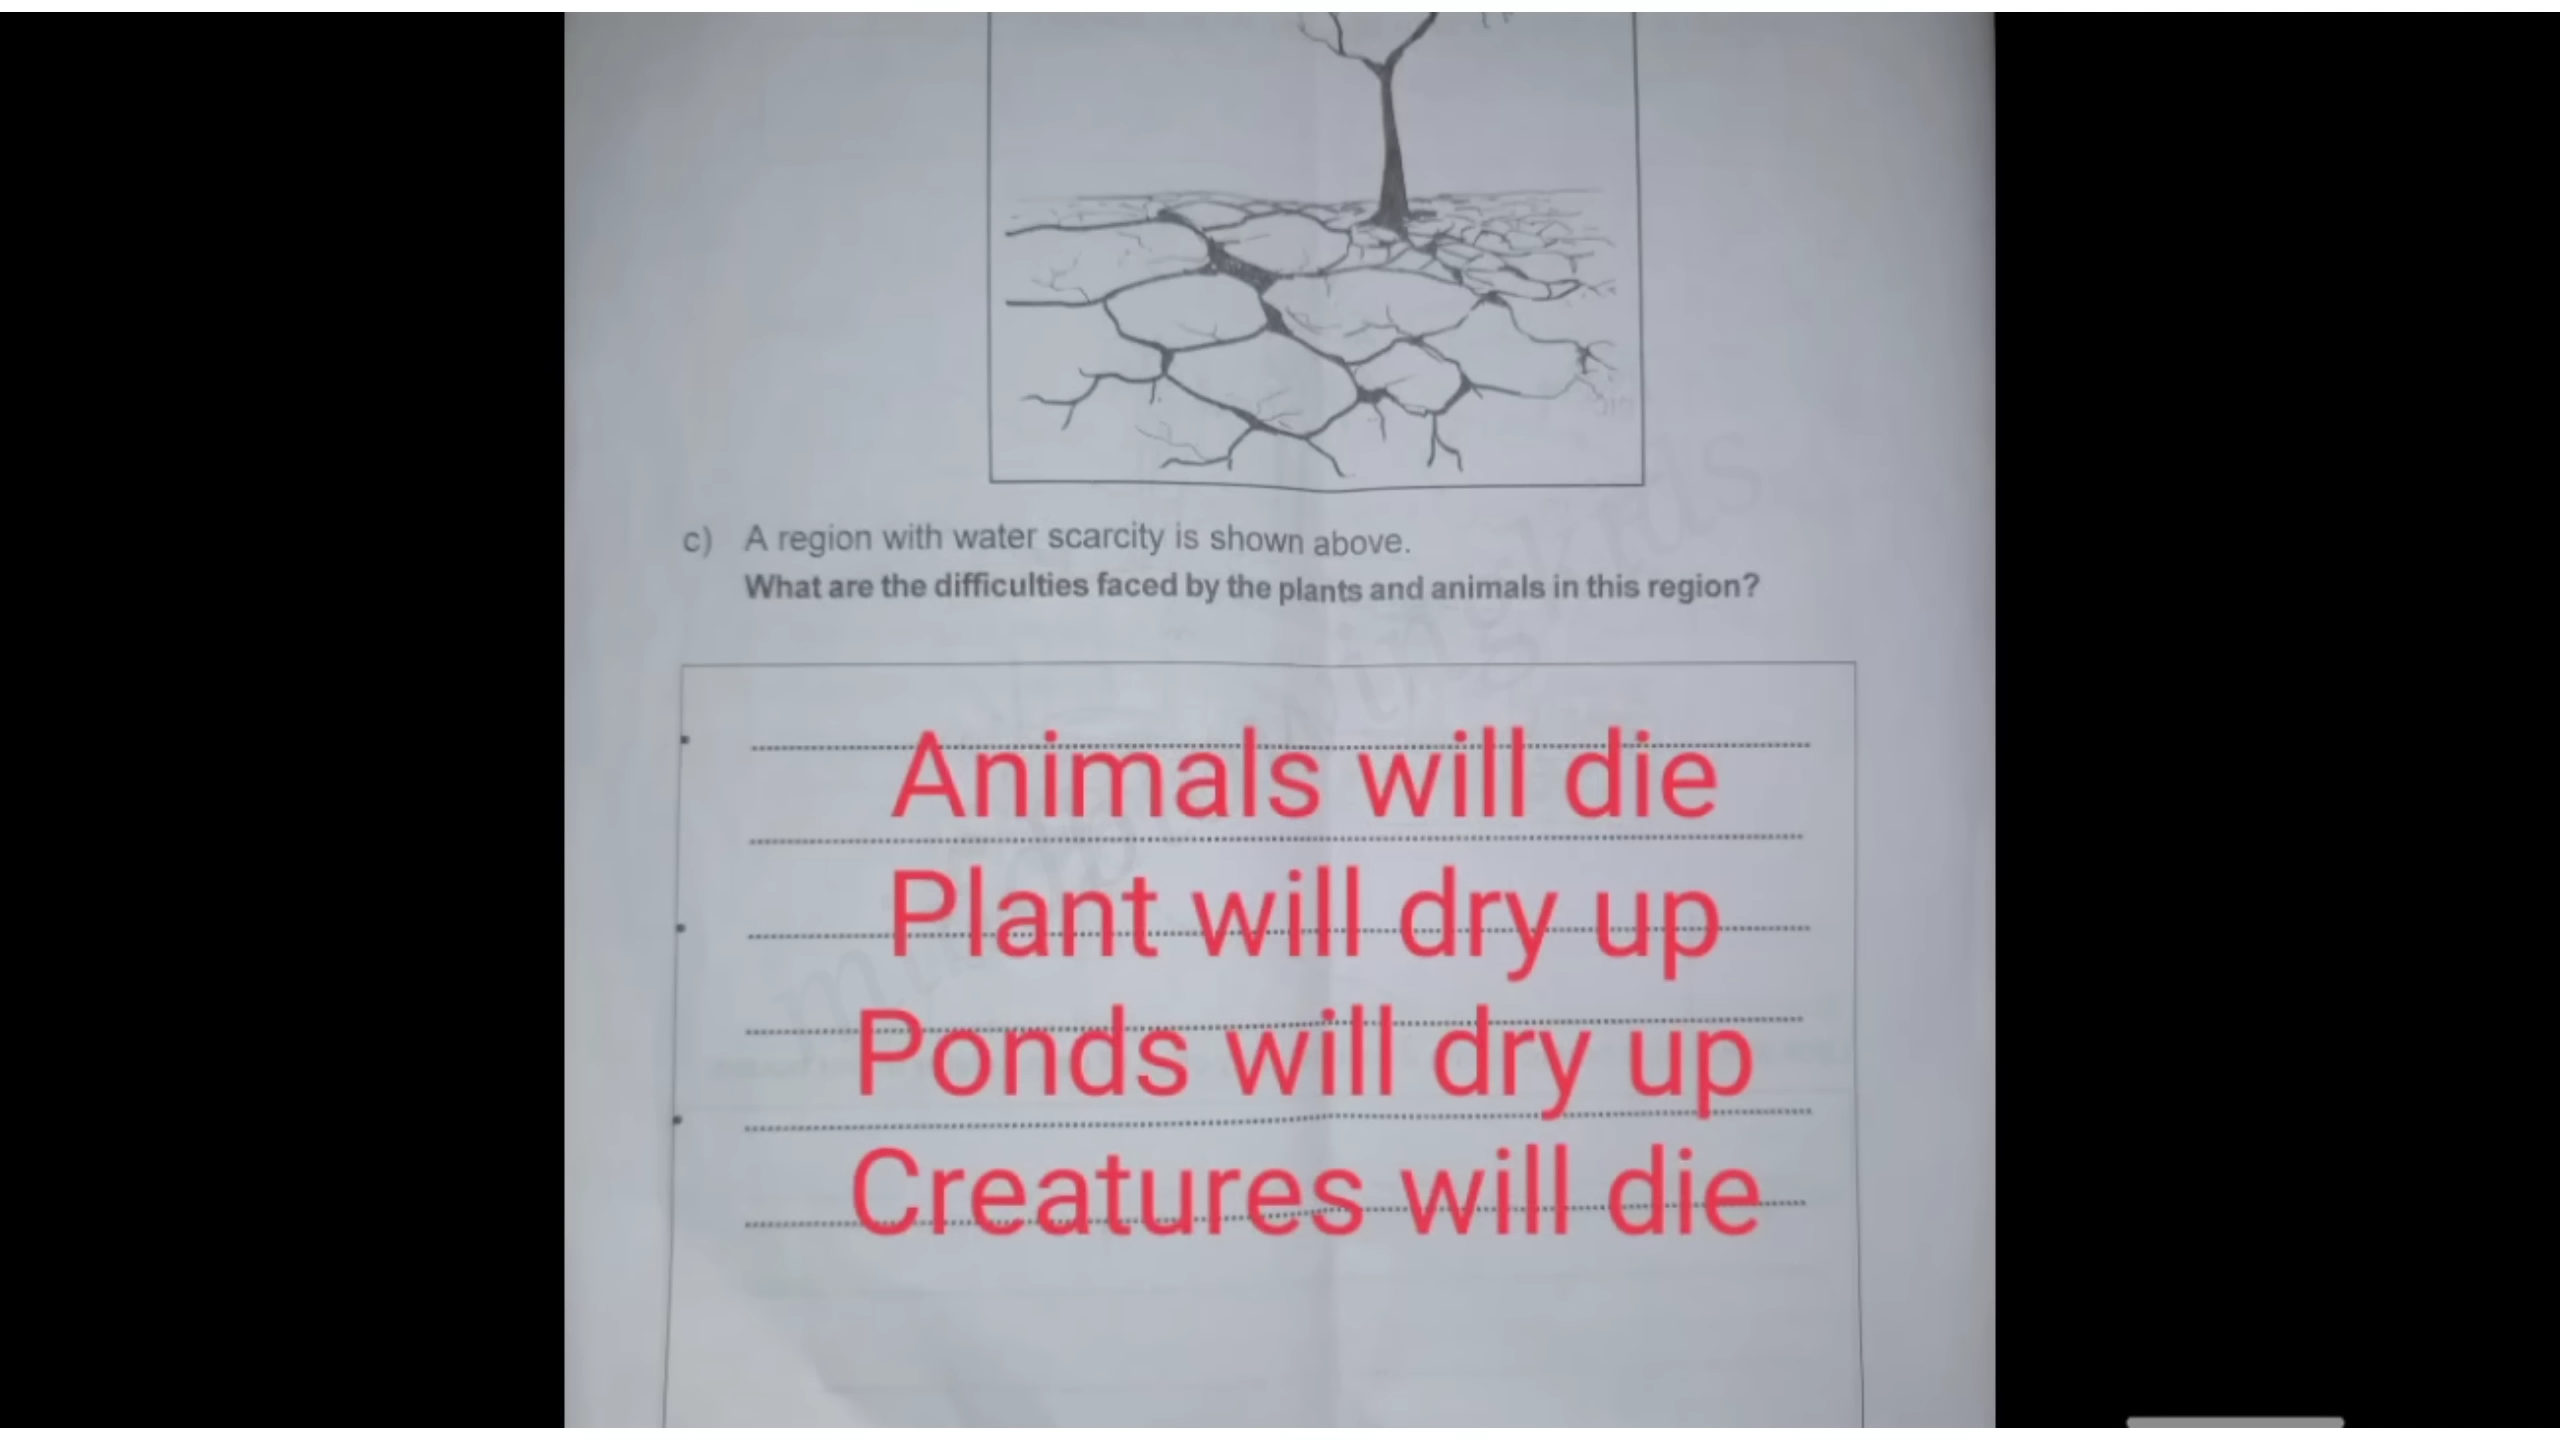 c) A region with water scarcity is shown above.
What are the difficulties faced by the plants and animals in this region?
Animals will die
Plant will dry up
Ponds will dry up
Creatures will die